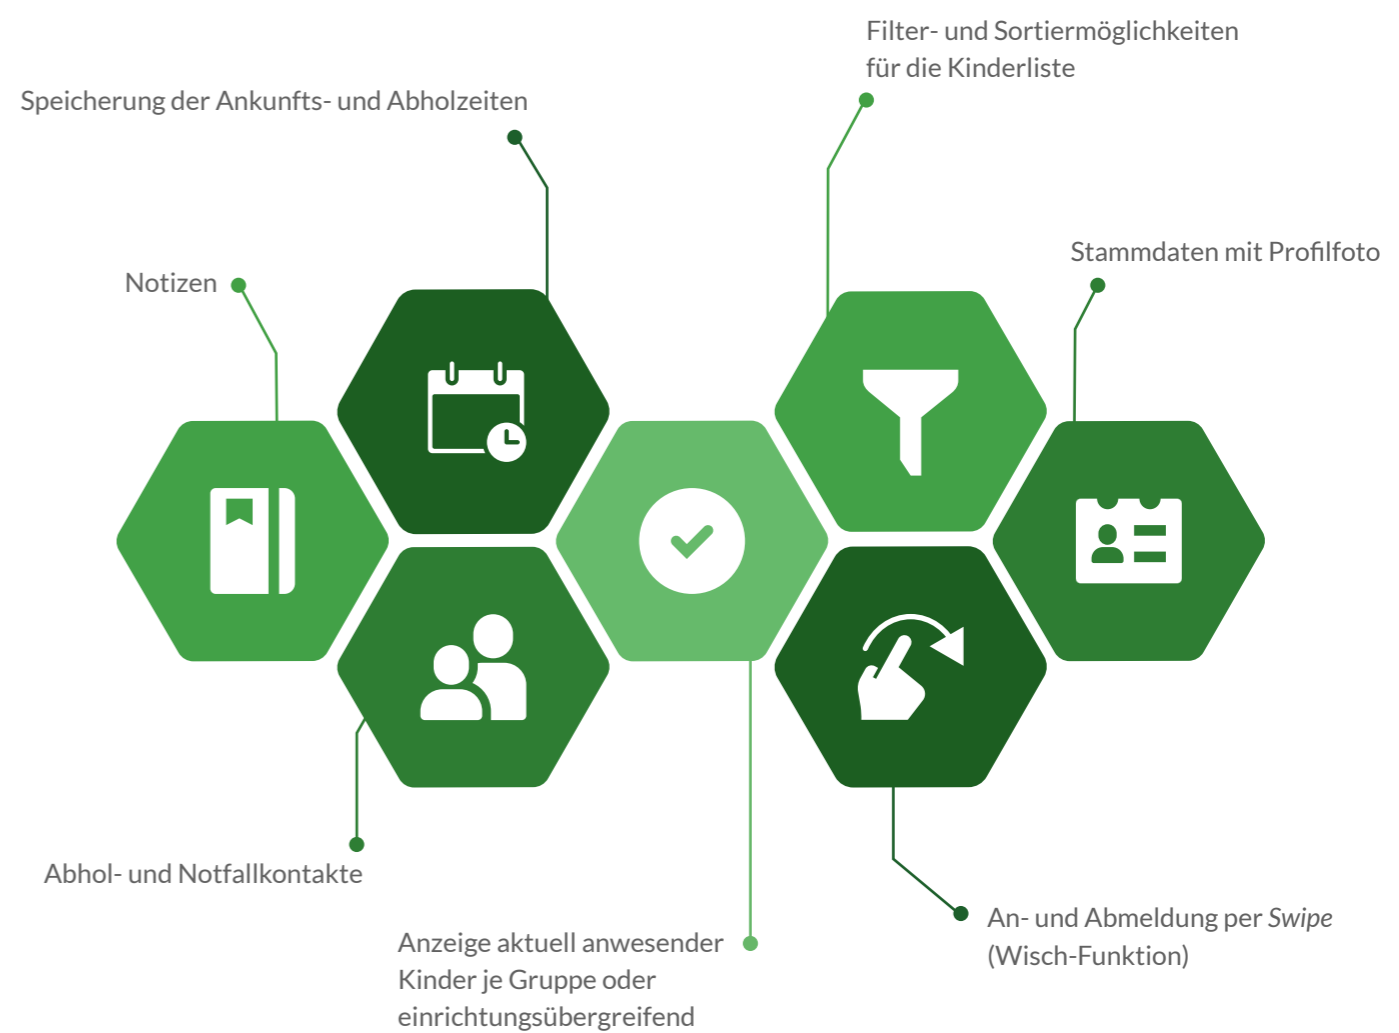 Filter- und Sortiermöglichkeiten
für die Kinderliste
Speicherung der Ankunfts- und Abholzeiten
Stammdaten mit Profilfoto
Notizen
Abhol- und Notfallkontakte
Anzeige aktuell anwesender
Kinder je Gruppe oder
einrichtungsübergreifend
An- und Abmeldung per Swipe
(Wisch-Funktion)